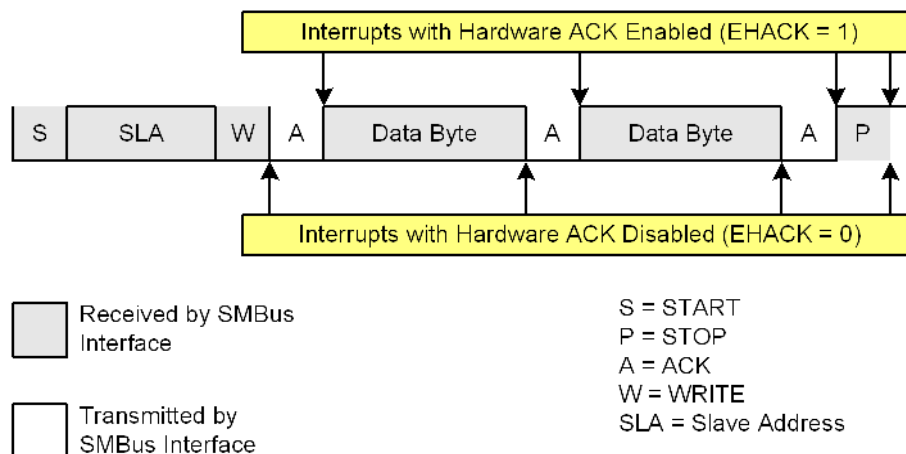 Interrupts with Hardware ACK Enabled (EHACK = 1)
S SLA W A Data Byte A Data Byte A P
Interrupts with Hardware ACK Disabled (EHACK = 0)
Received by SMBus
Interface
Transmitted by
SMBus Interface
S = START
P = STOP
A = ACK
W = WRITE
SLA = Slave Address